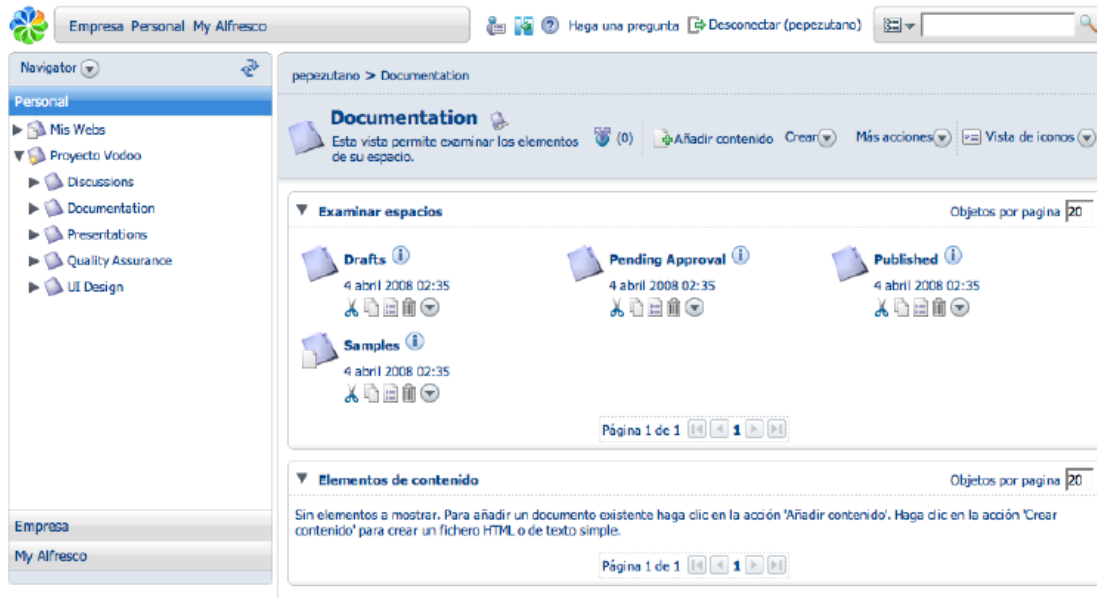 Empresa Personal My Alfresco
Haga una pregunta Desconectar (pepezutano)
Navigator
Personal
Mis Webs
Proyecto Vodoo
Discussions
Documentation
Presentations
Quality Assurance
UI Design
Empresa
My Alfresco
pepezutano > Documentation
Documentation
Esta vista permite examinar los elementos
de su espacio.
(0) Añadir contenido Crear Más acciones Vista de iconos
Examinar espacios Objetos por pagina 20
Drafts Pending Approval Published
4 abril 2008 02:35 4 abril 2008 02:35 4 abril 2008 02:35
Samples
4 abril 2008 02:35
Página 1 de 1 1
Elementos de contenido Objetos por pagina 20
Sin elementos a mostrar. Para añadir un documento existente haga clic en la acción 'Añadir contenido'. Haga clic en la acción 'Crear
contenido' para crear un fichero HTML o de texto simple.
Página 1 de 1 1